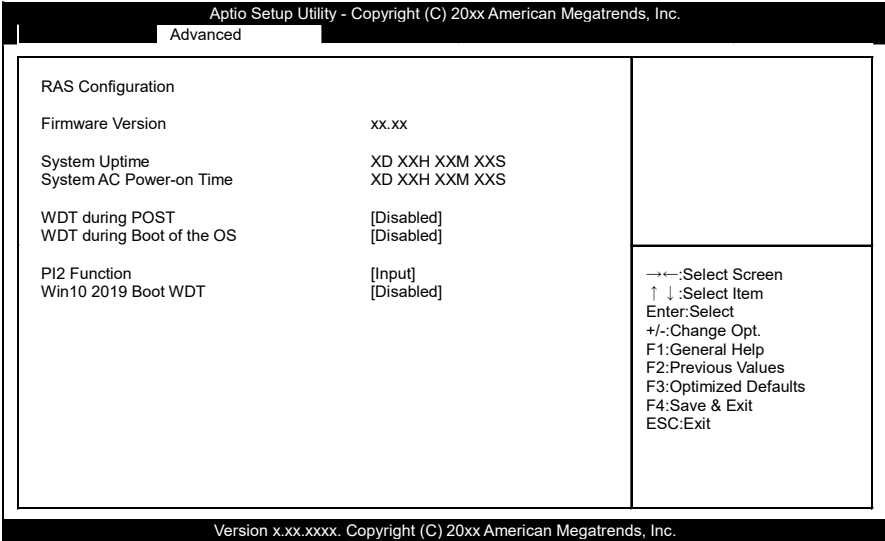 Aptio Setup Utility - Copyright (C) 20xx American Megatrends, Inc.
Advanced
RAS Configuration
Firmware Version xx.xx
System Uptime XD XXH XXM XXS
System AC Power-on Time XD XXH XXM XXS
WDT during POST [Disabled]
WDT during Boot of the OS [Disabled]
PI2 Function [Input]
Win10 2019 Boot WDT [Disabled]
→←:Select Screen
↑↓:Select Item
Enter:Select
+/-:Change Opt.
F1:General Help
F2:Previous Values
F3:Optimized Defaults
F4:Save & Exit
ESC:Exit
Version x.xx.xxxx. Copyright (C) 20xx American Megatrends, Inc.